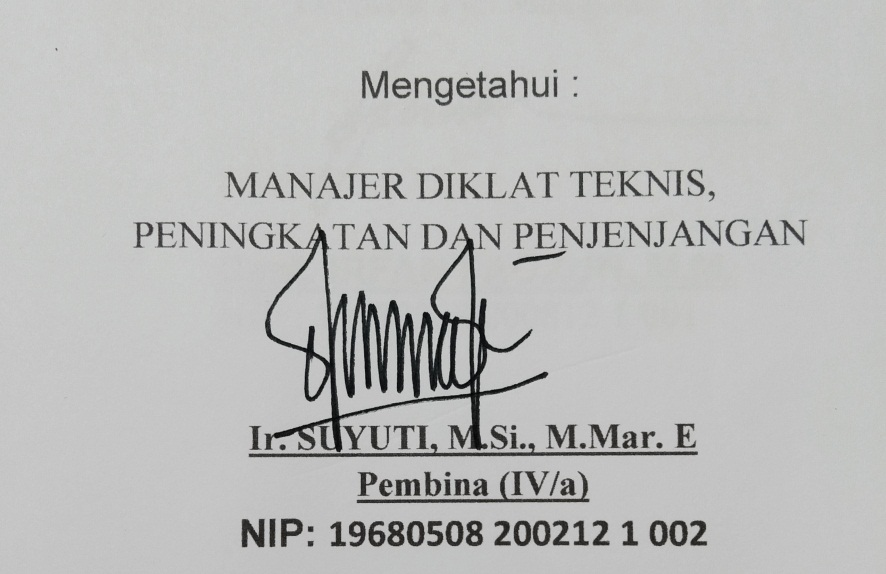 Mengetahui :
MANAJER DIKLAT TEKNIS,
PENINGKATAN DAN PENJENJANGAN
Ir. SUYUTI, M.Si., M.Mar. E
Pembina (IV/a)
NIP: 19680508 200212 1 002